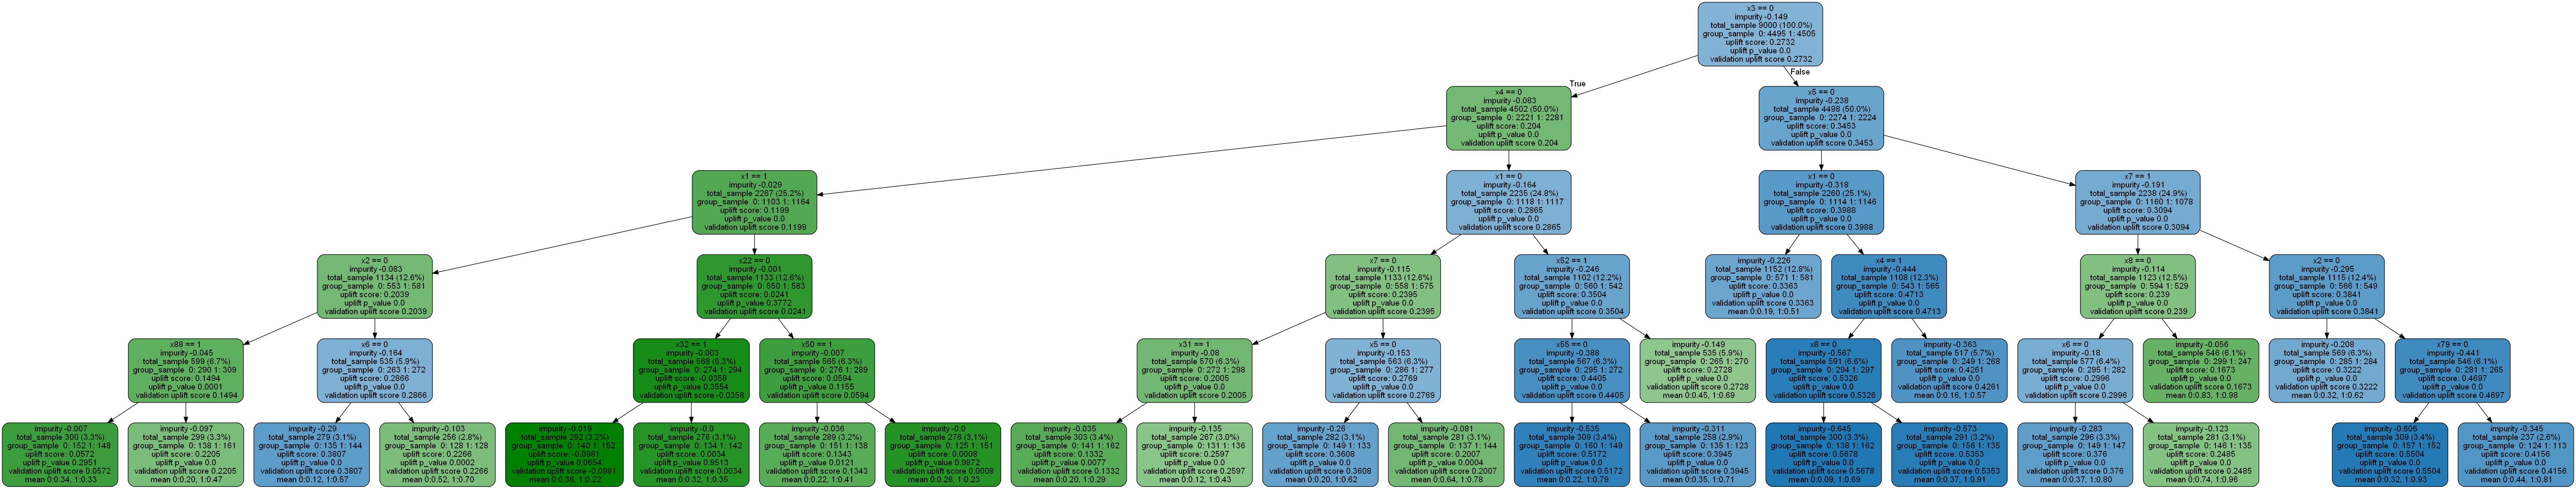 x3 == 0
impurity -0.149
total_sample 9000 (100.0%)
group_sample 0: 4495 1: 4505
uplift score: 0.2732
uplift p_value 0.0
validation uplift score 0.2732
True
False
x4 == 0
impurity -0.083
total_sample 4502 (50.0%)
group_sample 0: 2221 1: 2281
uplift score: 0.204
uplift p_value 0.0
validation uplift score 0.204
x5 == 0
impurity -0.238
total_sample 4498 (50.0%)
group_sample 0: 2274 1: 2224
uplift score: 0.3453
uplift p_value 0.0
validation uplift score 0.3453
x1 == 1
impurity -0.029
total_sample 2267 (25.2%)
group_sample 0: 1103 1: 1164
uplift score: 0.1199
uplift p_value 0.0
validation uplift score 0.1199
x1 == 0
impurity -0.164
total_sample 2235 (24.8%)
group_sample 0: 1118 1: 1117
uplift score: 0.2865
uplift p_value 0.0
validation uplift score 0.2865
x1 == 0
impurity -0.318
total_sample 2260 (25.1%)
group_sample 0: 1114 1: 1146
uplift score: 0.3988
uplift p_value 0.0
validation uplift score 0.3988
x7 == 1
impurity -0.191
total_sample 2238 (24.9%)
group_sample 0: 1160 1: 1078
uplift score: 0.3094
uplift p_value 0.0
validation uplift score 0.3094
x2 == 0
impurity -0.083
total_sample 1134 (12.6%)
group_sample 0: 553 1: 581
uplift score: 0.2039
uplift p_value 0.0
validation uplift score 0.2039
x22 == 0
impurity -0.001
total_sample 1133 (12.6%)
group_sample 0: 550 1: 583
uplift score: 0.0241
uplift p_value 0.3772
validation uplift score 0.0241
x7 == 0
impurity -0.115
total_sample 1133 (12.6%)
group_sample 0: 558 1: 575
uplift score: 0.2395
uplift p_value 0.0
validation uplift score 0.2395
x52 == 1
impurity -0.246
total_sample 1102 (12.2%)
group_sample 0: 560 1: 542
uplift score: 0.3504
uplift p_value 0.0
validation uplift score 0.3504
impurity -0.226
total_sample 1152 (12.8%)
group_sample 0: 571 1: 581
uplift score: 0.3363
uplift p_value 0.0
validation uplift score 0.3363
mean 0:0.19, 1:0.51
x4 == 1
impurity -0.444
total_sample 1108 (12.3%)
group_sample 0: 543 1: 565
uplift score: 0.4713
uplift p_value 0.0
validation uplift score 0.4713
x8 == 0
impurity -0.114
total_sample 1123 (12.5%)
group_sample 0: 594 1: 529
uplift score: 0.239
uplift p_value 0.0
validation uplift score 0.239
x2 == 0
impurity -0.295
total_sample 1115 (12.4%)
group_sample 0: 566 1: 549
uplift score: 0.3841
uplift p_value 0.0
validation uplift score 0.3841
x88 == 1
impurity -0.045
total_sample 599 (6.7%)
group_sample 0: 290 1: 309
uplift score: 0.1494
uplift p_value 0.0001
validation uplift score 0.1494
x6 == 0
impurity -0.164
total_sample 535 (5.9%)
group_sample 0: 263 1: 272
uplift score: 0.2866
uplift p_value 0.0
validation uplift score 0.2866
x32 == 1
impurity -0.003
total_sample 568 (6.3%)
group_sample 0: 274 1: 294
uplift score: -0.0358
uplift p_value 0.3554
validation uplift score -0.0358
x50 == 1
impurity -0.007
total_sample 565 (6.3%)
group_sample 0: 276 1: 289
uplift score: 0.0594
uplift p_value 0.1155
validation uplift score 0.0594
x31 == 1
impurity -0.08
total_sample 570 (6.3%)
group_sample 0: 272 1: 298
uplift score: 0.2005
uplift p_value 0.0
validation uplift score 0.2005
x5 == 0
impurity -0.153
total_sample 563 (6.3%)
group_sample 0: 286 1: 277
uplift score: 0.2769
uplift p_value 0.0
validation uplift score 0.2769
x55 == 0
impurity -0.388
total_sample 567 (6.3%)
group_sample 0: 295 1: 272
uplift score: 0.4405
uplift p_value 0.0
validation uplift score 0.4405
impurity -0.149
total_sample 535 (5.9%)
group_sample 0: 265 1: 270
uplift score: 0.2728
uplift p_value 0.0
validation uplift score 0.2728
mean 0:0.45, 1:0.69
x8 == 0
impurity -0.567
total_sample 591 (6.6%)
group_sample 0: 294 1: 297
uplift score: 0.5326
uplift p_value 0.0
validation uplift score 0.5326
impurity -0.363
total_sample 517 (5.7%)
group_sample 0: 249 1: 268
uplift score: 0.4261
uplift p_value 0.0
validation uplift score 0.4261
mean 0:0.16, 1:0.57
x6 == 0
impurity -0.18
total_sample 577 (6.4%)
group_sample 0: 295 1: 282
uplift score: 0.2996
uplift p_value 0.0
validation uplift score 0.2996
impurity -0.056
total_sample 546 (6.1%)
group_sample 0: 299 1: 247
uplift score: 0.1673
uplift p_value 0.0
validation uplift score 0.1673
mean 0:0.83, 1:0.98
impurity -0.208
total_sample 569 (6.3%)
group_sample 0: 285 1: 284
uplift score: 0.3222
uplift p_value 0.0
validation uplift score 0.3222
mean 0:0.32, 1:0.62
x79 == 0
impurity -0.441
total_sample 546 (6.1%)
group_sample 0: 281 1: 265
uplift score: 0.4697
uplift p_value 0.0
validation uplift score 0.4697
impurity -0.007
total_sample 300 (3.3%)
group_sample 0: 152 1: 148
uplift score: 0.0572
uplift p_value 0.2951
validation uplift score 0.0572
mean 0:0.34, 1:0.33
impurity -0.097
total_sample 299 (3.3%)
group_sample 0: 138 1: 161
uplift score: 0.2205
uplift p_value 0.0
validation uplift score 0.2205
mean 0:0.20, 1:0.47
impurity -0.29
total_sample 279 (3.1%)
group_sample 0: 135 1: 144
uplift score: 0.3807
uplift p_value 0.0
validation uplift score 0.3807
mean 0:0.12, 1:0.57
impurity -0.103
total_sample 256 (2.8%)
group_sample 0: 128 1: 128
uplift score: 0.2266
uplift p_value 0.0002
validation uplift score 0.2266
mean 0:0.52, 1:0.70
impurity -0.019
total_sample 292 (3.2%)
group_sample 0: 140 1: 152
uplift score: -0.0981
uplift p_value 0.0654
validation uplift score -0.0981
mean 0:0.36, 1:0.22
impurity -0.0
total_sample 276 (3.1%)
group_sample 0: 134 1: 142
uplift score: 0.0034
uplift p_value 0.9513
validation uplift score 0.0034
mean 0:0.32, 1:0.35
impurity -0.036
total_sample 289 (3.2%)
group_sample 0: 151 1: 138
uplift score: 0.1343
uplift p_value 0.0121
validation uplift score 0.1343
mean 0:0.22, 1:0.41
impurity -0.0
total_sample 276 (3.1%)
group_sample 0: 125 1: 151
uplift score: 0.0008
uplift p_value 0.9872
validation uplift score 0.0008
mean 0:0.26, 1:0.23
impurity -0.035
total_sample 303 (3.4%)
group_sample 0: 141 1: 162
uplift score: 0.1332
uplift p_value 0.0077
validation uplift score 0.1332
mean 0:0.20, 1:0.29
impurity -0.135
total_sample 267 (3.0%)
group_sample 0: 131 1: 136
uplift score: 0.2597
uplift p_value 0.0
validation uplift score 0.2597
mean 0:0.12, 1:0.43
impurity -0.26
total_sample 282 (3.1%)
group_sample 0: 149 1: 133
uplift score: 0.3608
uplift p_value 0.0
validation uplift score 0.3608
mean 0:0.20, 1:0.62
impurity -0.081
total_sample 281 (3.1%)
group_sample 0: 137 1: 144
uplift score: 0.2007
uplift p_value 0.0004
validation uplift score 0.2007
mean 0:0.64, 1:0.78
impurity -0.535
total_sample 309 (3.4%)
group_sample 0: 160 1: 149
uplift score: 0.5172
uplift p_value 0.0
validation uplift score 0.5172
mean 0:0.22, 1:0.79
impurity -0.311
total_sample 258 (2.9%)
group_sample 0: 135 1: 123
uplift score: 0.3945
uplift p_value 0.0
validation uplift score 0.3945
mean 0:0.35, 1:0.71
impurity -0.645
total_sample 300 (3.3%)
group_sample 0: 138 1: 162
uplift score: 0.5678
uplift p_value 0.0
validation uplift score 0.5678
mean 0:0.09, 1:0.69
impurity -0.573
total_sample 291 (3.2%)
group_sample 0: 156 1: 135
uplift score: 0.5353
uplift p_value 0.0
validation uplift score 0.5353
mean 0:0.37, 1:0.91
impurity -0.283
total_sample 296 (3.3%)
group_sample 0: 149 1: 147
uplift score: 0.376
uplift p_value 0.0
validation uplift score 0.376
mean 0:0.37, 1:0.80
impurity -0.123
total_sample 281 (3.1%)
group_sample 0: 146 1: 135
uplift score: 0.2485
uplift p_value 0.0
validation uplift score 0.2485
mean 0:0.74, 1:0.96
impurity -0.606
total_sample 309 (3.4%)
group_sample 0: 157 1: 152
uplift score: 0.5504
uplift p_value 0.0
validation uplift score 0.5504
mean 0:0.32, 1:0.93
impurity -0.345
total_sample 237 (2.6%)
group_sample 0: 124 1: 113
uplift score: 0.4156
uplift p_value 0.0
validation uplift score 0.4156
mean 0:0.44, 1:0.81